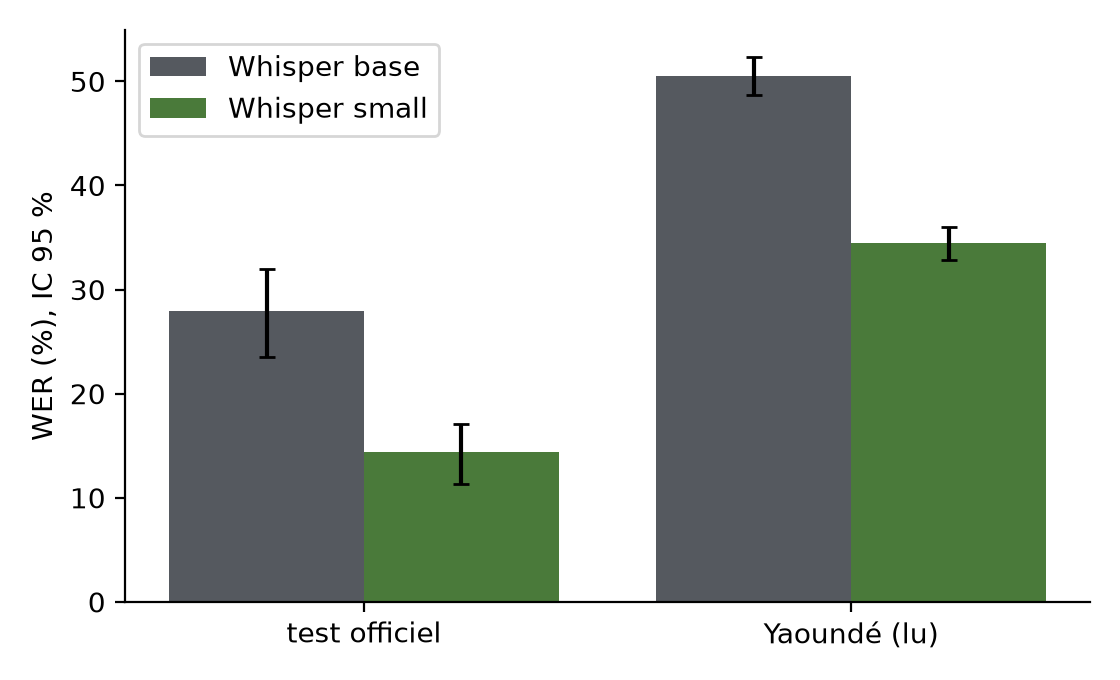 Whisper base
Whisper small
WER (%), IC 95 %
50
40
30
20
10
0
test officiel
Yaoundé (lu)